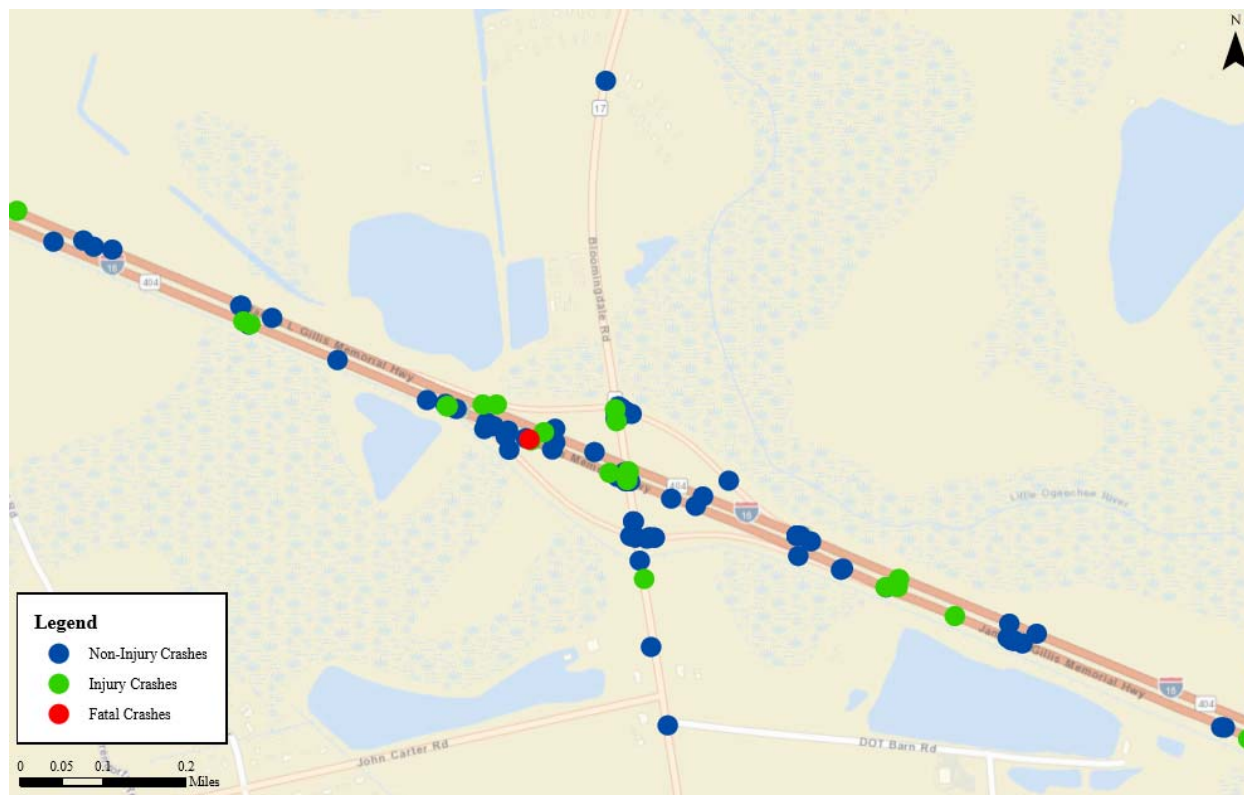 N
17
Bloomingdale Rd
16
404
L Gillis Memorial Hwy
Memorial
404
16
Little Ogeechee River
Gillis Memorial Hwy
16
404
Rd
John Carter Rd
DOT Barn Rd
Legend
Non-Injury Crashes
Injury Crashes
Fatal Crashes
0 0.05 0.1 0.2
Miles